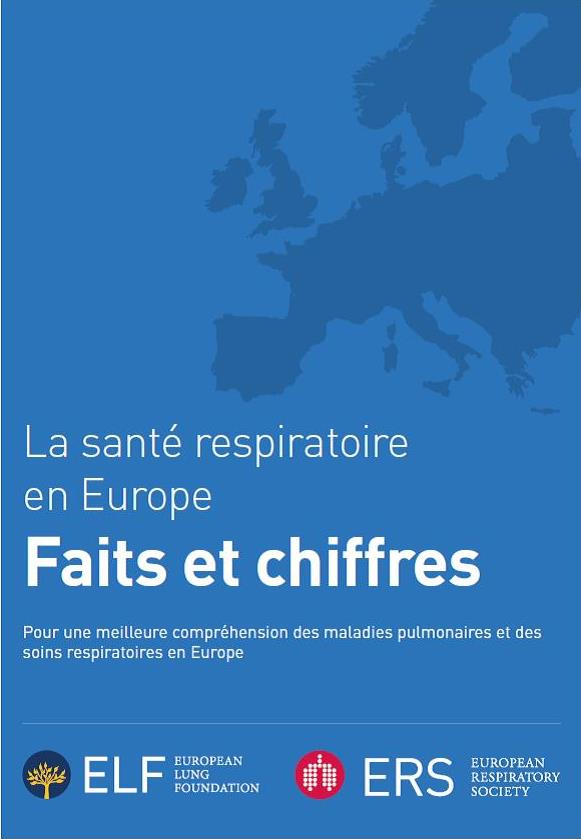 La santé respiratoire
en Europe
Faits et chiffres
Pour une meilleure compréhension des maladies pulmonaires et des
soins respiratoires en Europe
ELF EUROPEAN
LUNG
FOUNDATION
ERS EUROPEAN
RESPIRATORY
SOCIETY